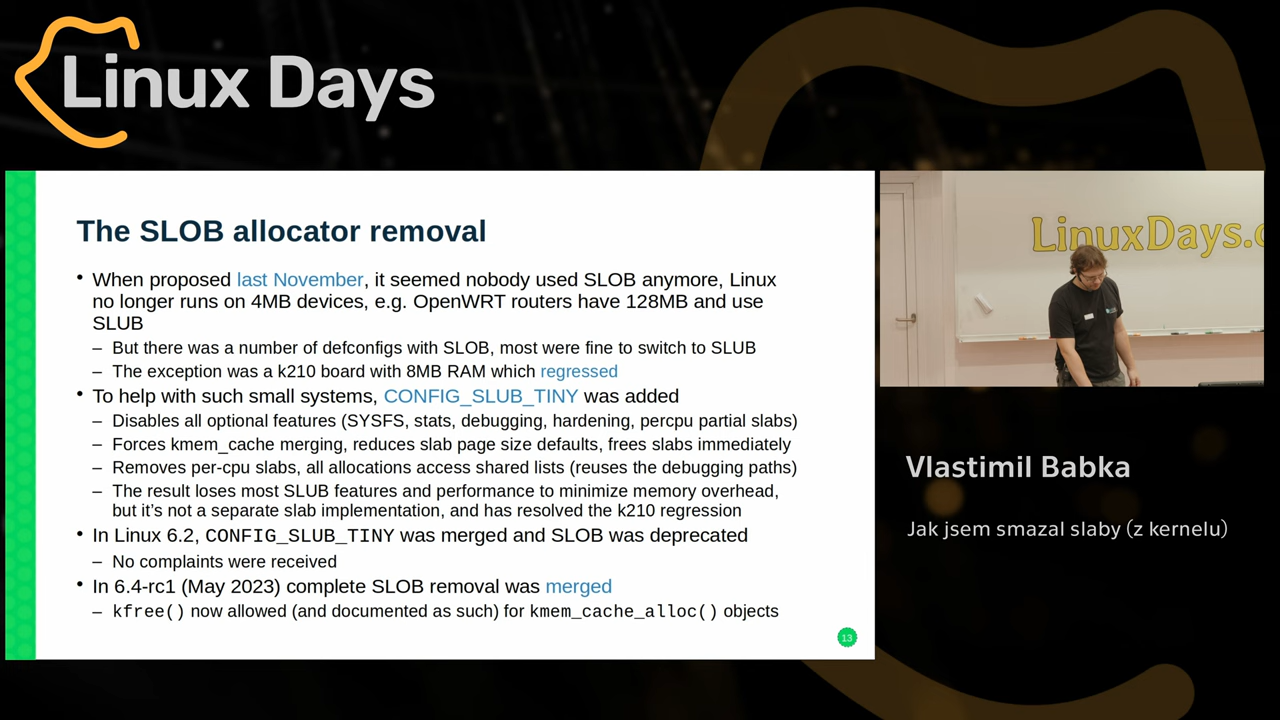 Linux Days
The SLOB allocator removal
• When proposed last November, it seemed nobody used SLOB anymore, Linux
no longer runs on 4MB devices, e.g. OpenWRT routers have 128MB and use
SLUB
– But there was a number of defconfigs with SLOB, most were fine to switch to SLUB
– The exception was a k210 board with 8MB RAM which regressed
• To help with such small systems, CONFIG_SLUB_TINY was added
– Disables all optional features (SYSFS, stats, debugging, hardening, percpu partial slabs)
– Forces kmem_cache merging, reduces slab page size defaults, frees slabs immediately
– Removes per-cpu slabs, all allocations access shared lists (reuses the debugging paths)
– The result loses most SLUB features and performance to minimize memory overhead,
but it’s not a separate slab implementation, and has resolved the k210 regression
• In Linux 6.2, CONFIG_SLUB_TINY was merged and SLOB was deprecated
– No complaints were received
• In 6.4-rc1 (May 2023) complete SLOB removal was merged
– kfree() now allowed (and documented as such) for kmem_cache_alloc() objects
13
LinuxDays.c
Vlastimil Babka
Jak jsem smazal slaby (z kernelu)